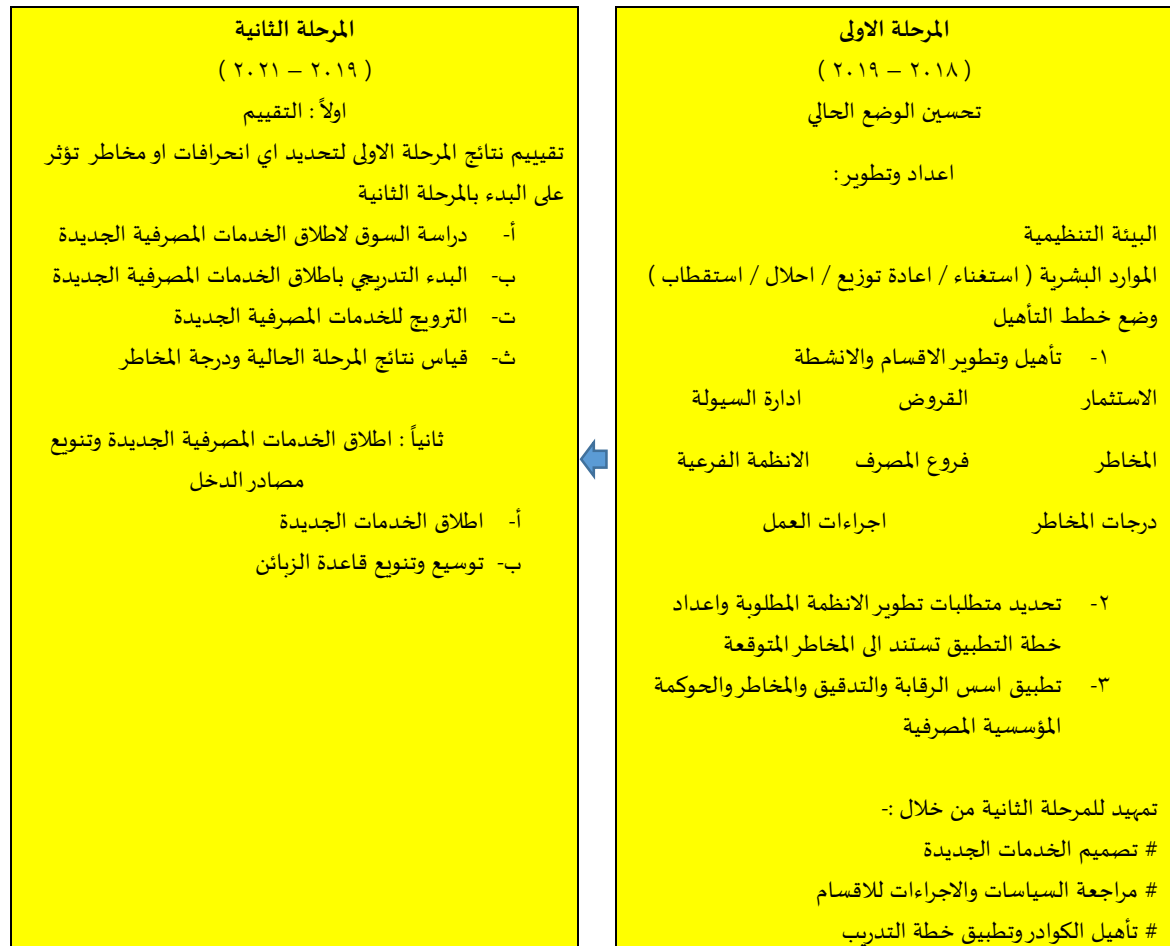 المرحلة الاولى
( ٢٠١٨ – ٢٠١٩ )
تحسين الوضع الحالي
اعداد وتطوير :
البيئة التنظيمية
الموارد البشرية ( استغناء / اعادة توزيع / احلال / استقطاب )
وضع خطط التأهيل
١- تأهيل وتطوير الاقسام والانشطة
الاستثمار القروض ادارة السيولة
المخاطر فروع المصرف الانظمة الفرعية
درجات المخاطر اجراءات العمل
٢- تحديد متطلبات تطوير الانظمة المطلوبة واعداد
خطة التطبيق تستند الى المخاطر المتوقعة
٣- تطبيق اسس الرقابة والتدقيق والمخاطر والحوكمة
المؤسسية المصرفية
تمهيد للمرحلة الثانية من خلال :-
# تصميم الخدمات الجديدة
# مراجعة السياسات والاجراءات للاقسام
# تأهيل الكوادر وتطبيق خطة التدريب
المرحلة الثانية
( ٢٠١٩ – ٢٠٢١ )
اولاً : التقييم
تقييم نتائج المرحلة الاولى لتحديد اي انحرافات او مخاطر تؤثر
على البدء بالمرحلة الثانية
أ- دراسة السوق لاطلاق الخدمات المصرفية الجديدة
ب- البدء التدريجي باطلاق الخدمات المصرفية الجديدة
ت- الترويج للخدمات المصرفية الجديدة
ث- قياس نتائج المرحلة الحالية ودرجة المخاطر
ثانياً : اطلاق الخدمات المصرفية الجديدة وتنويع
مصادر الدخل
أ- اطلاق الخدمات الجديدة
ب- توسيع وتنويع قاعدة الزبائن